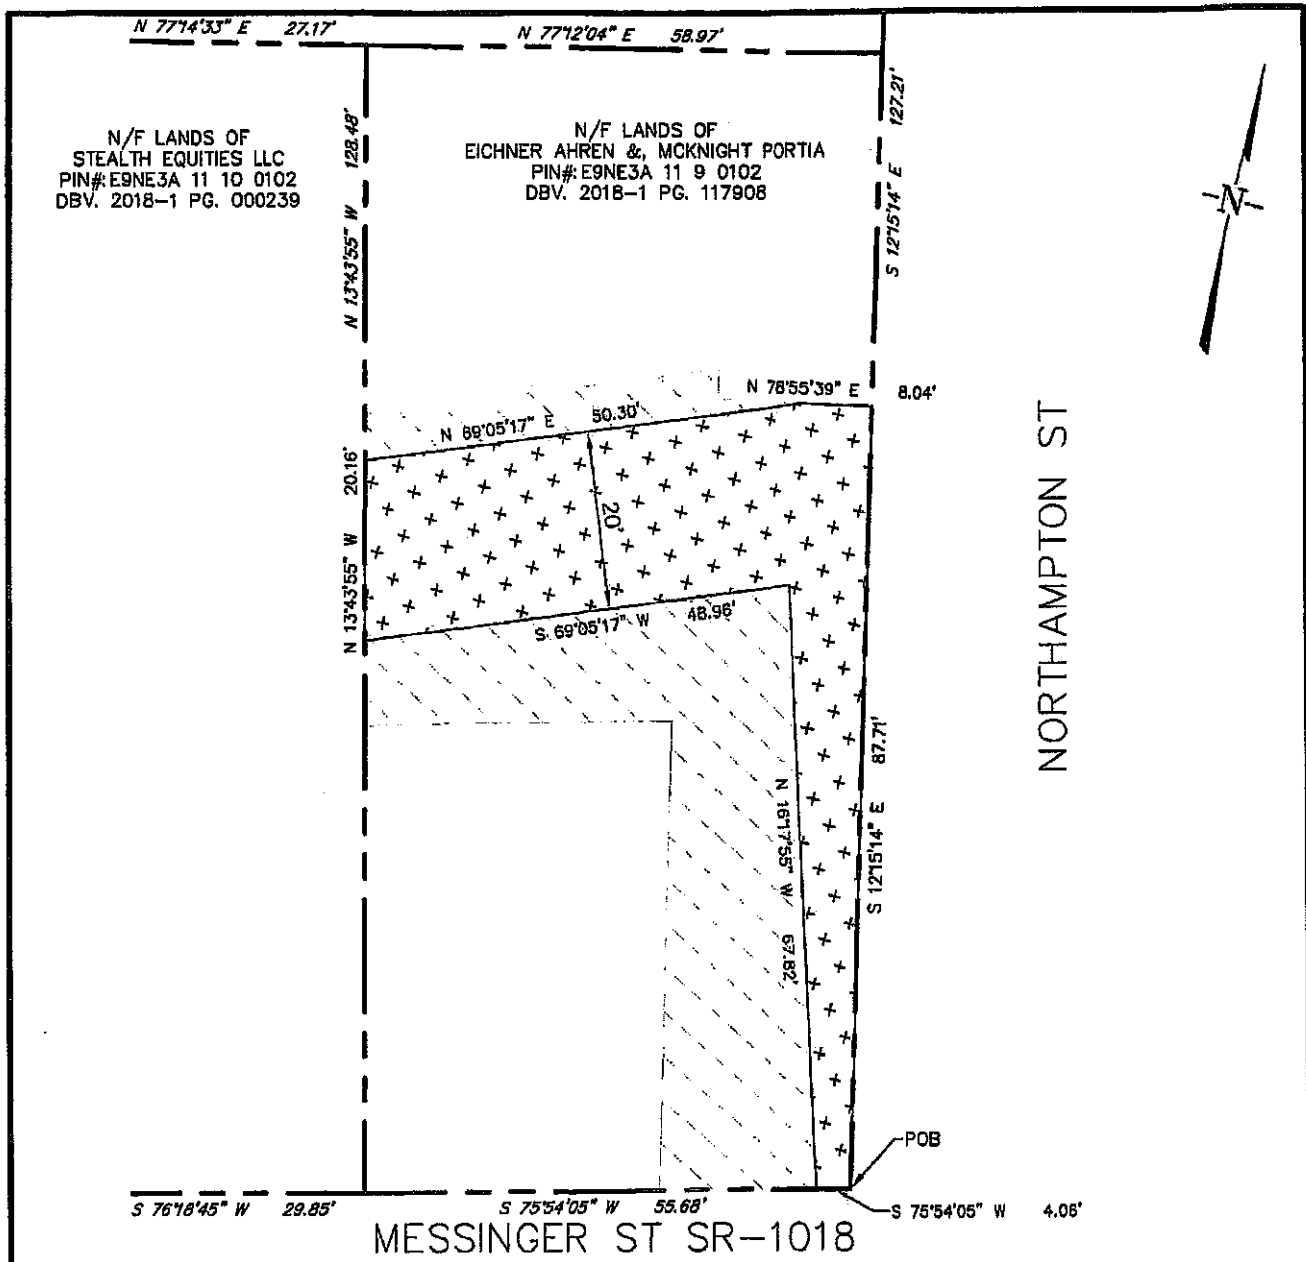 N 77°14'33" E 27.17'
N 77°12'04" E 58.97'
N/F LANDS OF
STEALTH EQUITIES LLC
PIN#: E9NE3A 11 10 0102
DBV. 2018-1 PG. 000239
N 13°43'55" W 128.48'
N/F LANDS OF
EICHNER AHREN &, MCKNIGHT PORTIA
PIN#: E9NE3A 11 9 0102
DBV. 2018-1 PG. 117908
S 12°15'14" E 127.21'
N
N 78°55'39" E 8.04'
N 69°05'17" E 50.30'
N 13°43'55" W 20.16'
20'
S 69°05'17" W 48.96'
NORTHAMPTON ST
N 16°17'55" W 67.82'
S 12°15'14" E 87.71'
POB
S 76°18'45" W 29.85'
S 75°54'05" W 55.68'
S 75°54'05" W 4.06'
MESSINGER ST SR-1018